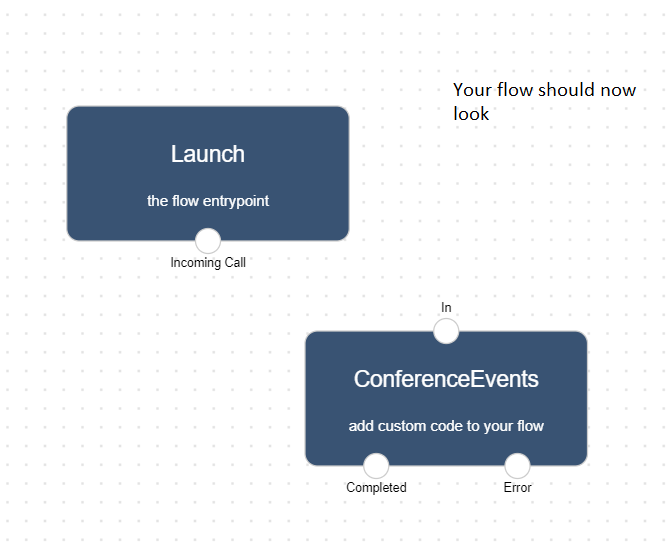 Your flow should now
look
Launch
the flow entrypoint
Incoming Call
In
ConferenceEvents
add custom code to your flow
Completed
Error